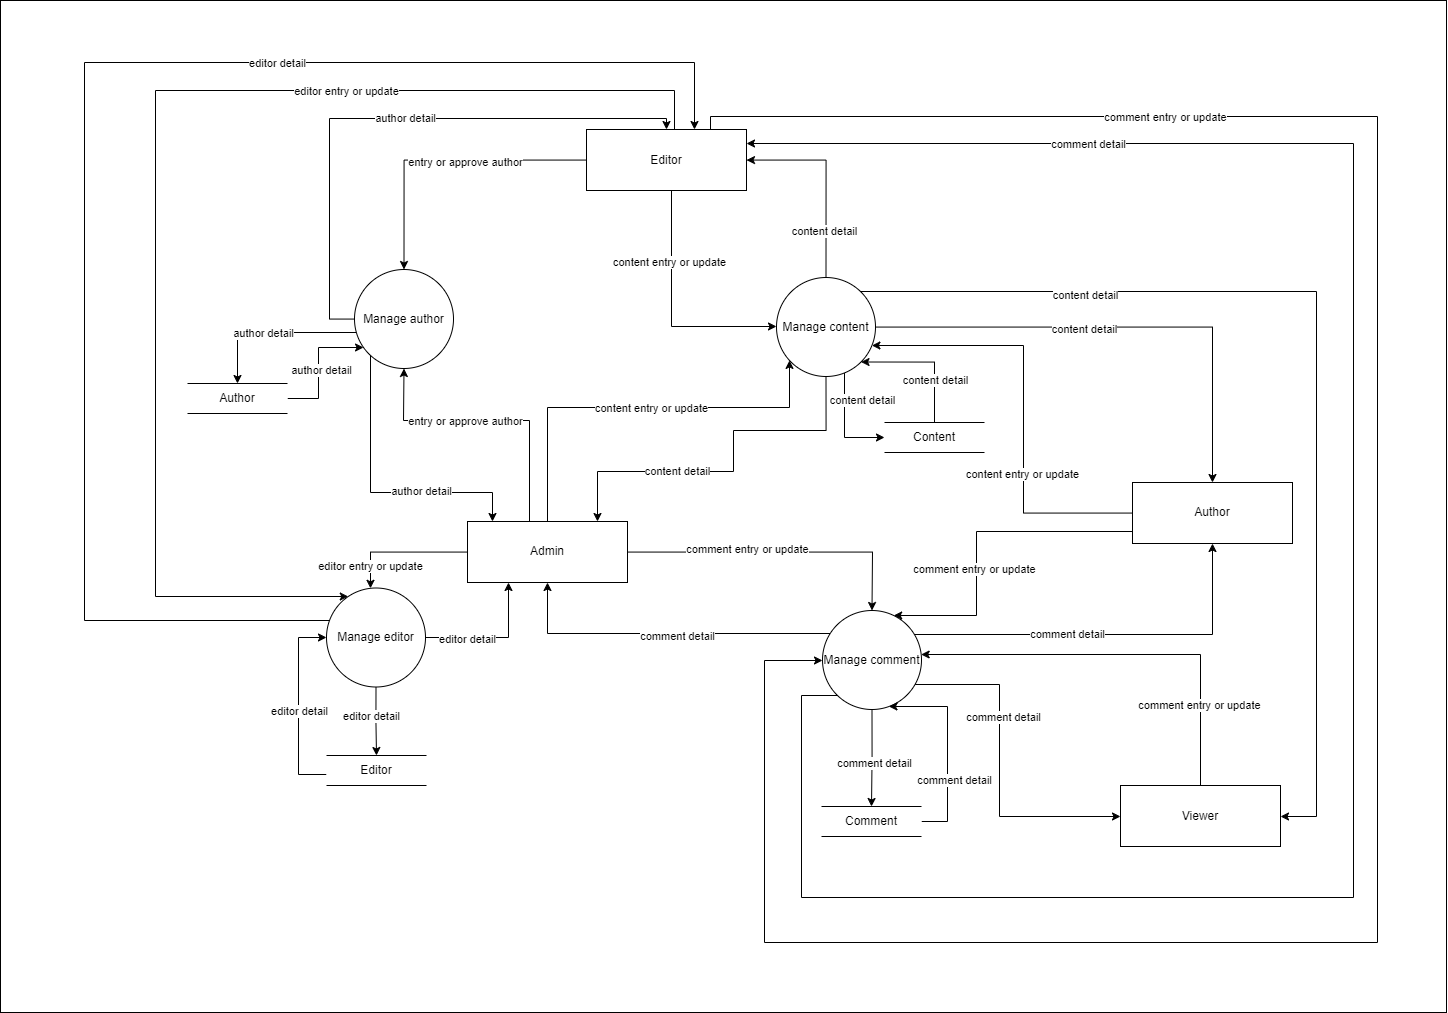 editor detail
editor entry or update
comment entry or update
author detail
comment detail
Editor
entry or approve author
content detail
content entry or update
content detail
Manage author
Manage content
content detail
author detail
author detail
content detail
Author
content detail
content entry or update
entry or approve author
Content
content detail
content entry or update
author detail
Author
Admin
comment entry or update
editor entry or update
comment entry or update
Manage editor
editor detail
comment detail
comment detail
Manage comment
comment entry or update
editor detail
editor detail
comment detail
comment detail
Editor
comment detail
Comment
Viewer